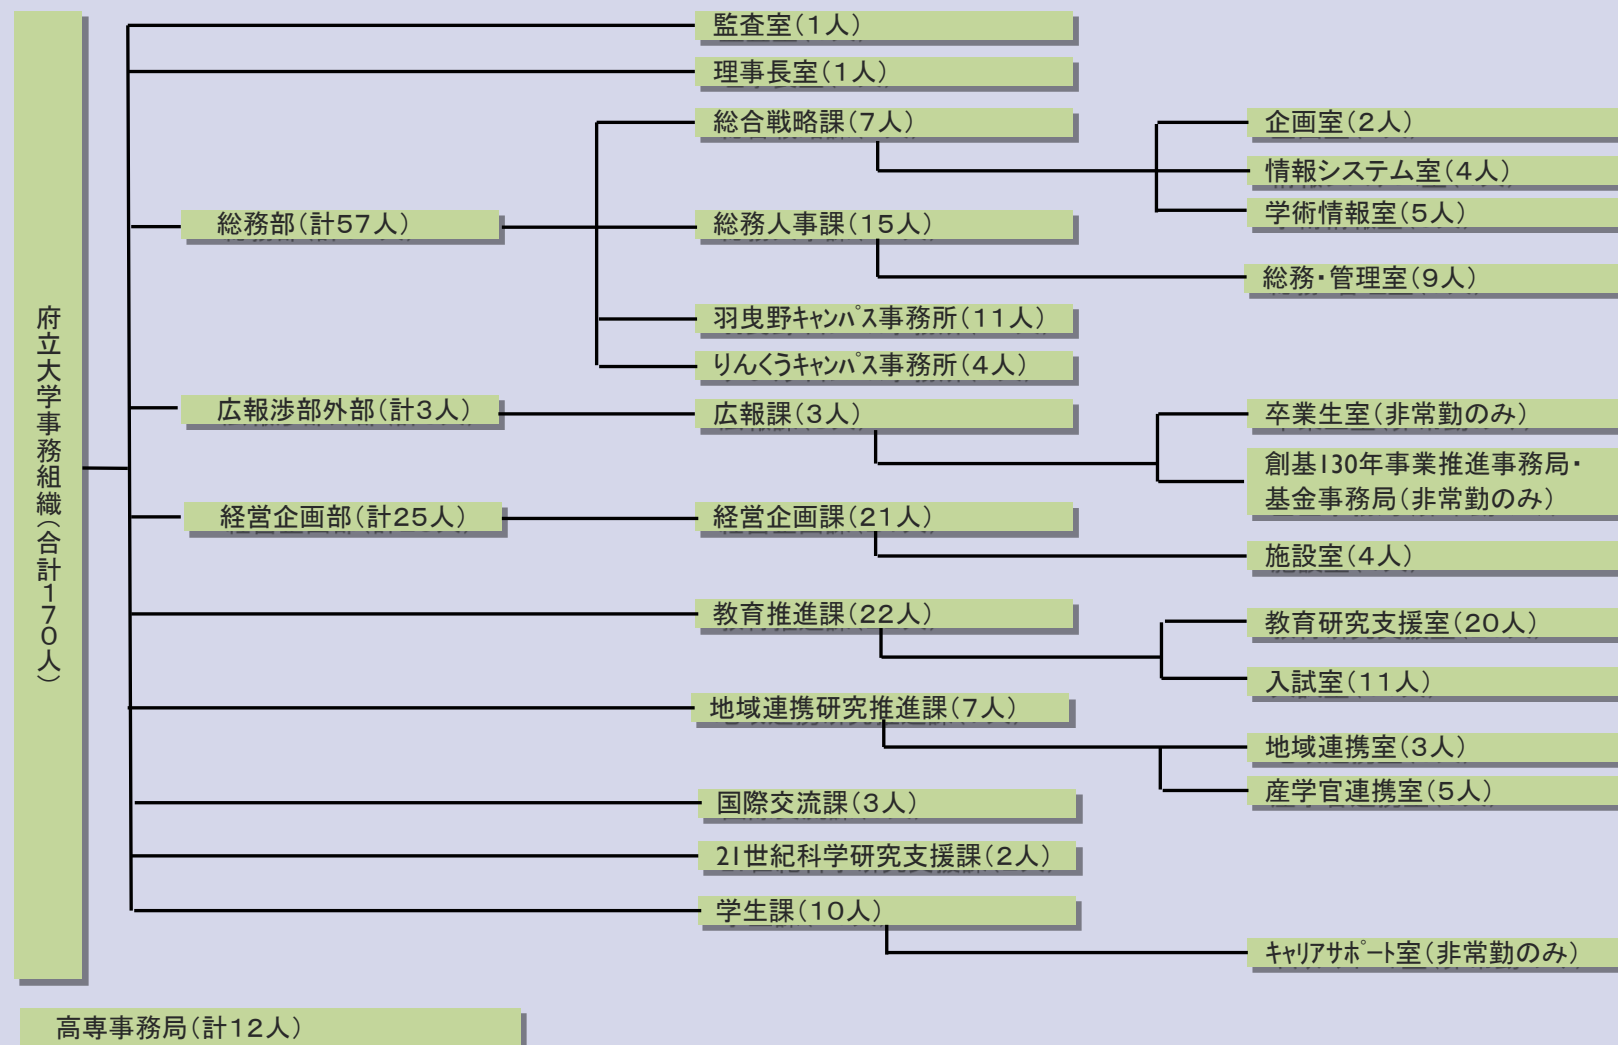 府立大学事務組織（合計１７０人）
監査室（１人）
理事長室（１人）
総務部（計57人）
総合戦略課（７人）
企画室（２人）
情報システム室（４人）
学術情報室（５人）
総務人事課（15人）
総務・管理室（９人）
羽曳野ｷｬﾝﾊﾟｽ事務所（１１人）
りんくうｷｬﾝﾊﾟｽ事務所（４人）
広報渉部外部（計３人）
広報課（３人）
卒業生室（非常勤のみ）
創基130年事業推進事務局・
基金事務局（非常勤のみ）
経営企画部（計25人）
経営企画課（２１人）
施設室（４人）
教育推進課（２２人）
教育研究支援室（２０人）
入試室（１１人）
地域連携研究推進課（７人）
地域連携室（３人）
産学官連携室（５人）
国際交流課（３人）
21世紀科学研究支援課（２人）
学生課（１０人）
ｷｬﾘｱｻﾎﾟｰﾄ室（非常勤のみ）
高専事務局（計１２人）